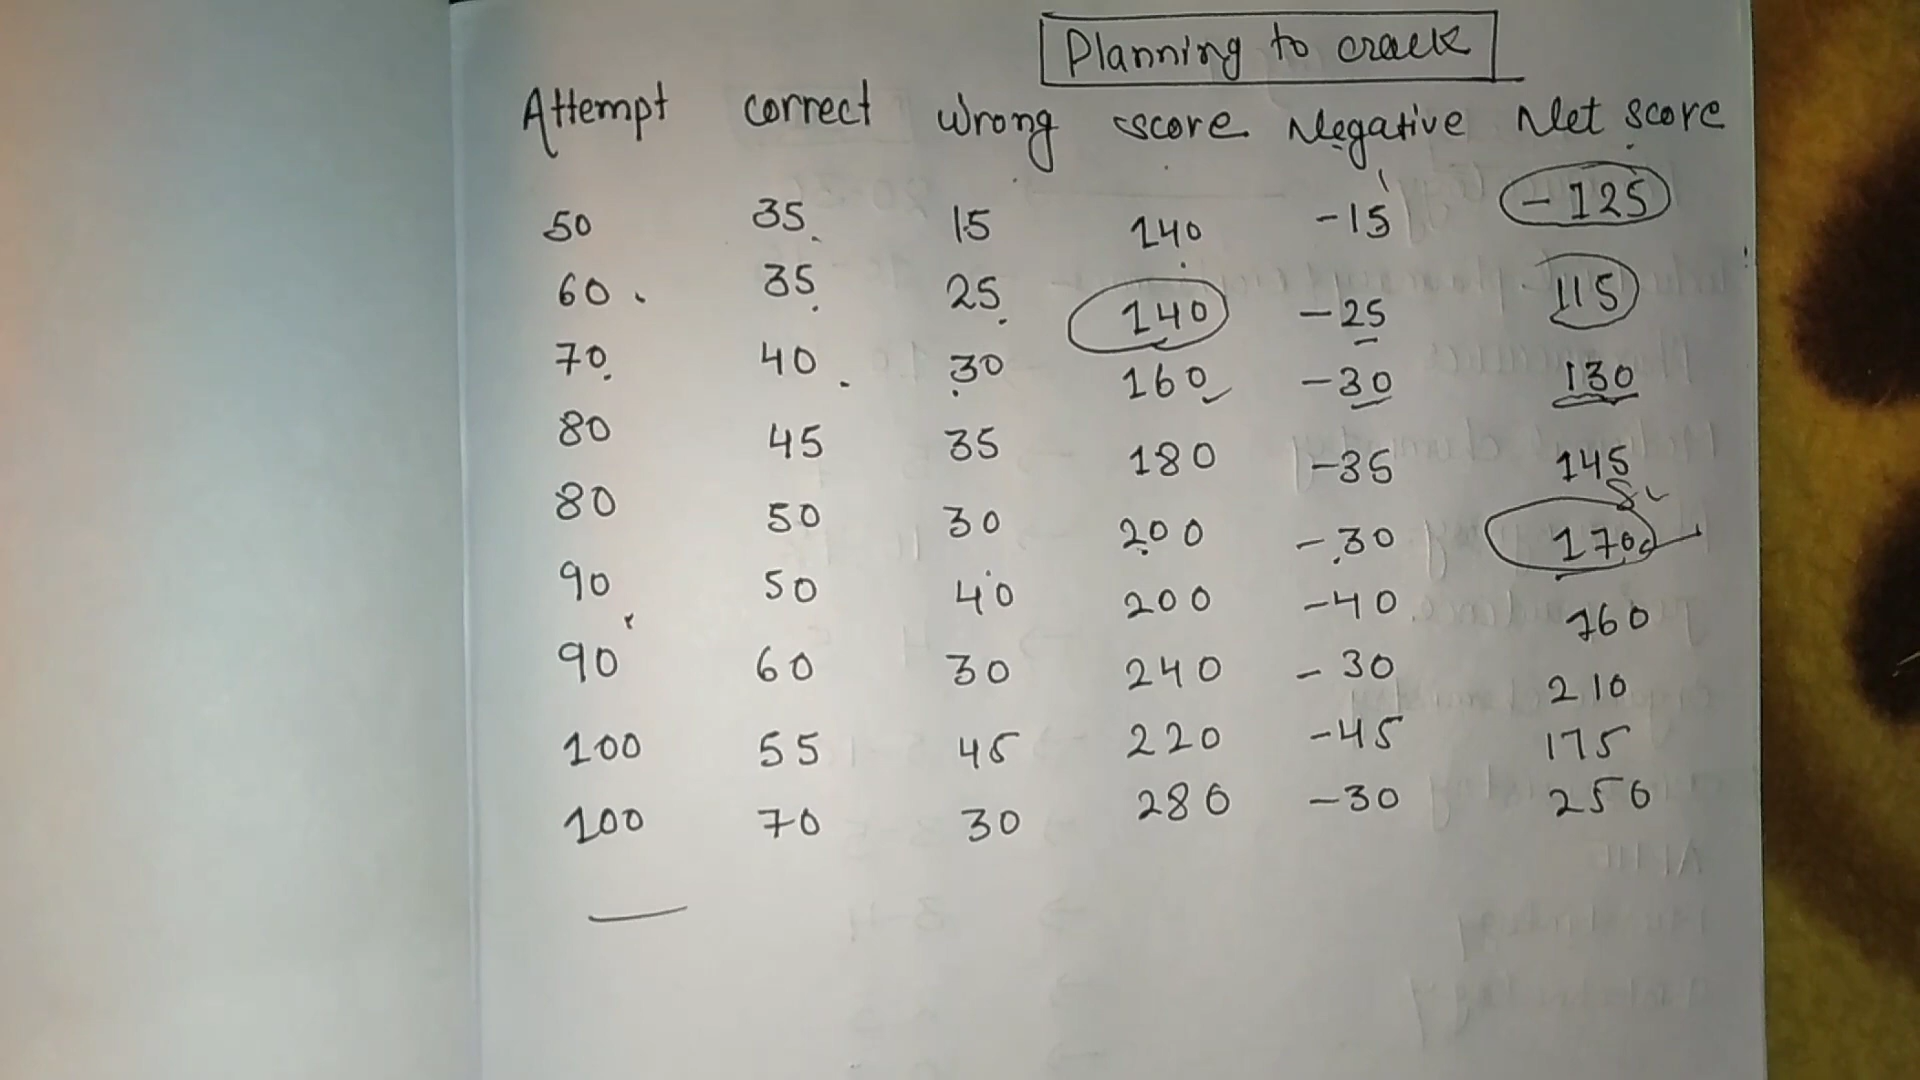 Planning to crack
Attempt correct Wrong score Negative Net score
50 35 15 140 -15 -125
60 35 25 140 -25 115
70 40 30 160 -30 130
80 45 35 180 -35 145
80 50 30 200 -30 170
90 50 40 200 -40 160
90 60 30 240 -30 210
100 55 45 220 -45 175
100 70 30 280 -30 250